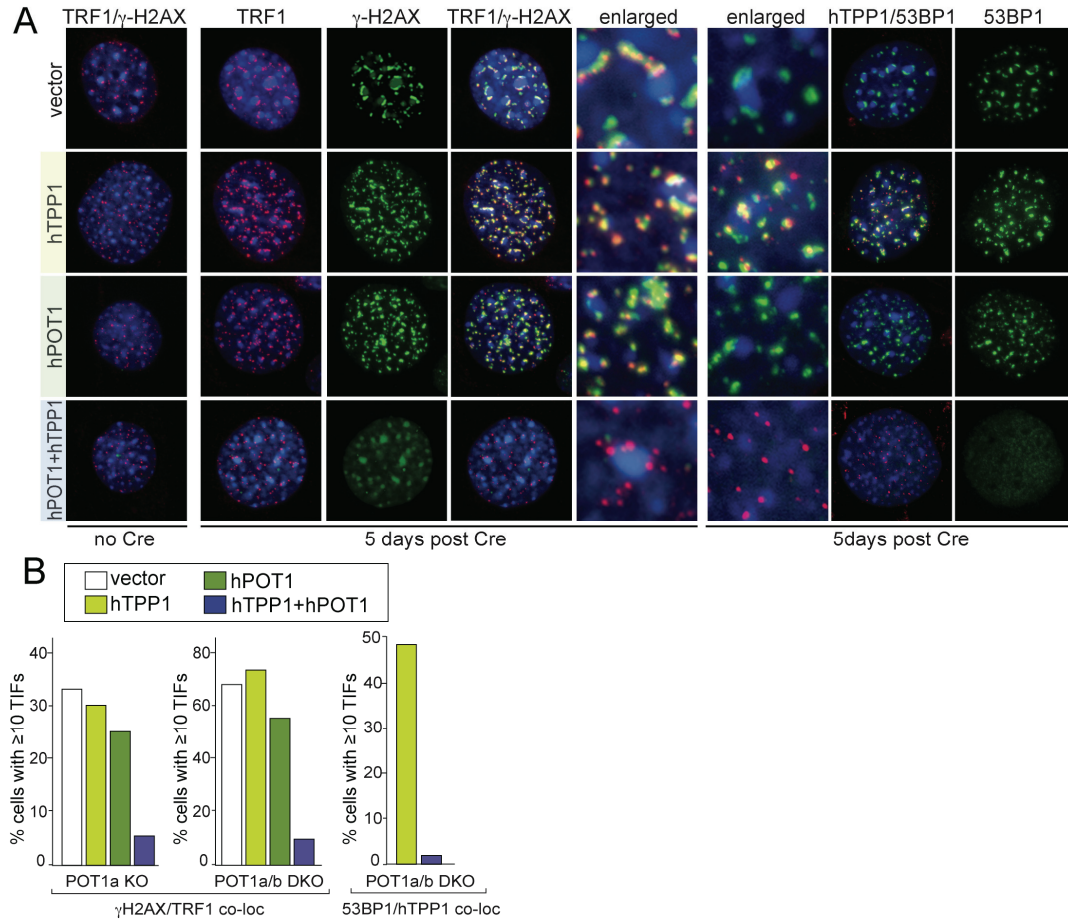 A
TRF1/γ-H2AX TRF1 γ-H2AX TRF1/γ-H2AX enlarged enlarged hTPP1/53BP1 53BP1
vector
hTPP1
hPOT1
hPOT1+hTPP1
no Cre 5 days post Cre 5days post Cre
B
vector hPOT1
hTPP1 hTPP1+hPOT1
% cells with ≥10 TIFs
40
30
20
10
0
POT1a KO
% cells with ≥10 TIFs
80
60
40
20
0
POT1a/b DKO
γH2AX/TRF1 co-loc
% cells with ≥10 TIFs
50
40
30
20
10
0
POT1a/b DKO
53BP1/hTPP1 co-loc